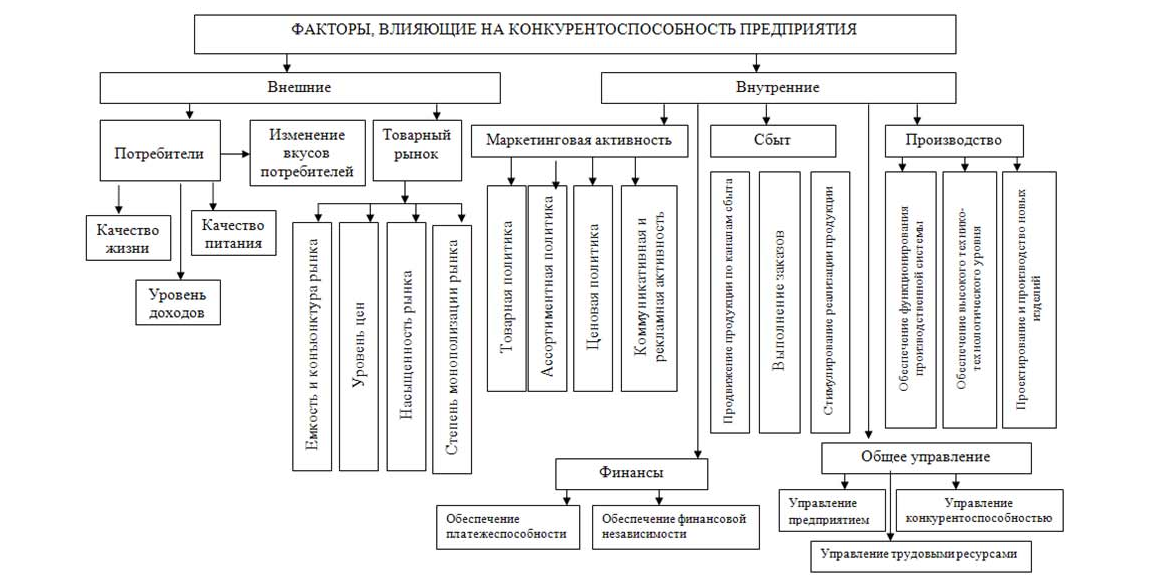 ФАКТОРЫ, ВЛИЯЮЩИЕ НА КОНКУРЕНТОСПОСОБНОСТЬ ПРЕДПРИЯТИЯ
Внешние
Внутренние
Потребители
Изменение
вкусов
потребителей
Товарный
рынок
Маркетинговая активность
Сбыт
Производство
Качество
жизни
Качество
питания
Уровень
доходов
Емкость и конъюнктура рынка
Уровень цен
Насыщенность рынка
Степень монополизации рынка
Товарная политика
Ассортиментная политика
Ценовая политика
Коммуникативная и
рекламная активность
Продвижение продукции по каналам сбыта
Выполнение заказов
Стимулирование реализации продукции
Обеспечение функционирования
производственной системы
Обеспечение высокого технико-
технологического уровня
Проектирование и производство новых
изделий
Финансы
Общее управление
Обеспечение
платежеспособности
Обеспечение финансовой
независимости
Управление
предприятием
Управление
конкурентоспособностью
Управление трудовыми ресурсами